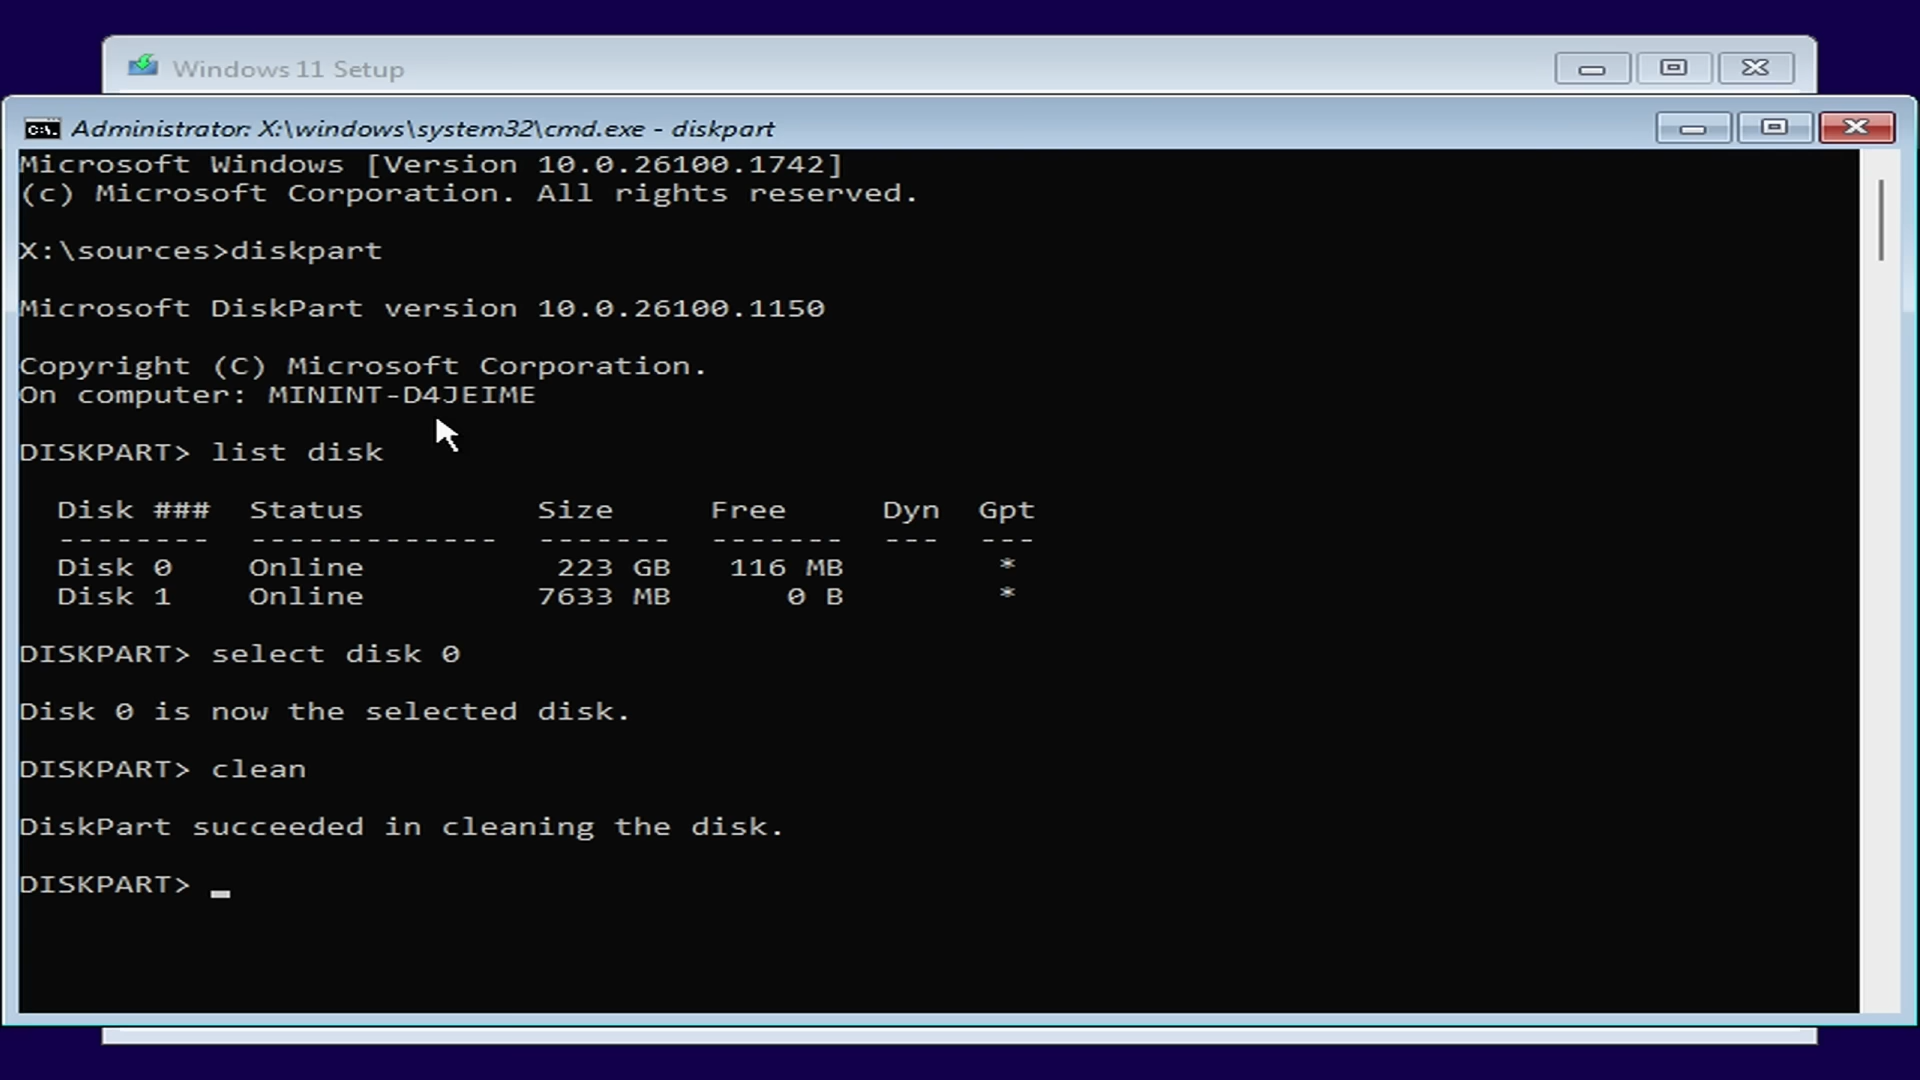 Windows 11 Setup
Administrator: X:\windows\system32\cmd.exe - diskpart
Microsoft Windows [Version 10.0.26100.1742]
(c) Microsoft Corporation. All rights reserved.
X:\sources>diskpart
Microsoft DiskPart version 10.0.26100.1150
Copyright (C) Microsoft Corporation.
On computer: MININT-D4JEIME
DISKPART> list disk
  Disk ###  Status         Size     Free     Dyn  Gpt
  --------  -------------  -------  -------  ---  ---
  Disk 0    Online          223 GB   116 MB        *
  Disk 1    Online         7633 MB      0 B        *
DISKPART> select disk 0
Disk 0 is now the selected disk.
DISKPART> clean
DiskPart succeeded in cleaning the disk.
DISKPART> _